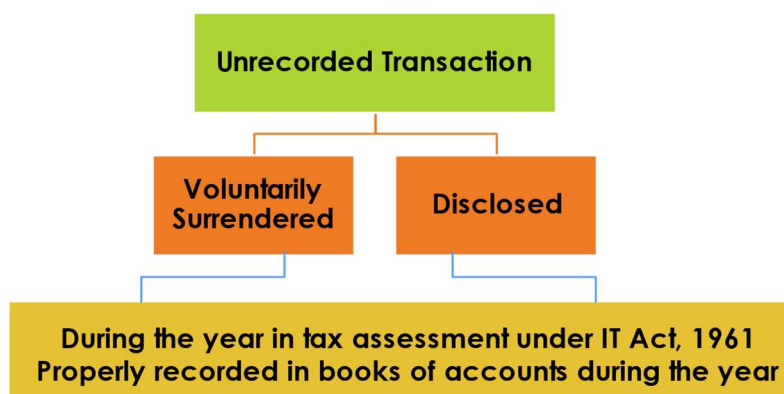 Unrecorded Transaction
Voluntarily
Surrendered
Disclosed
During the year in tax assessment under IT Act, 1961
Properly recorded in books of accounts during the year